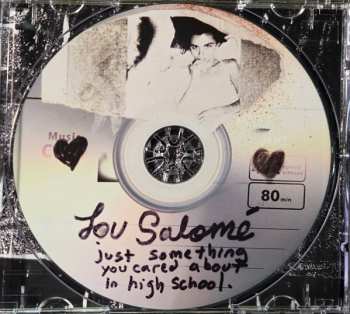 Music
80 min
Lou Salomé
just something
you cared about
in high school.